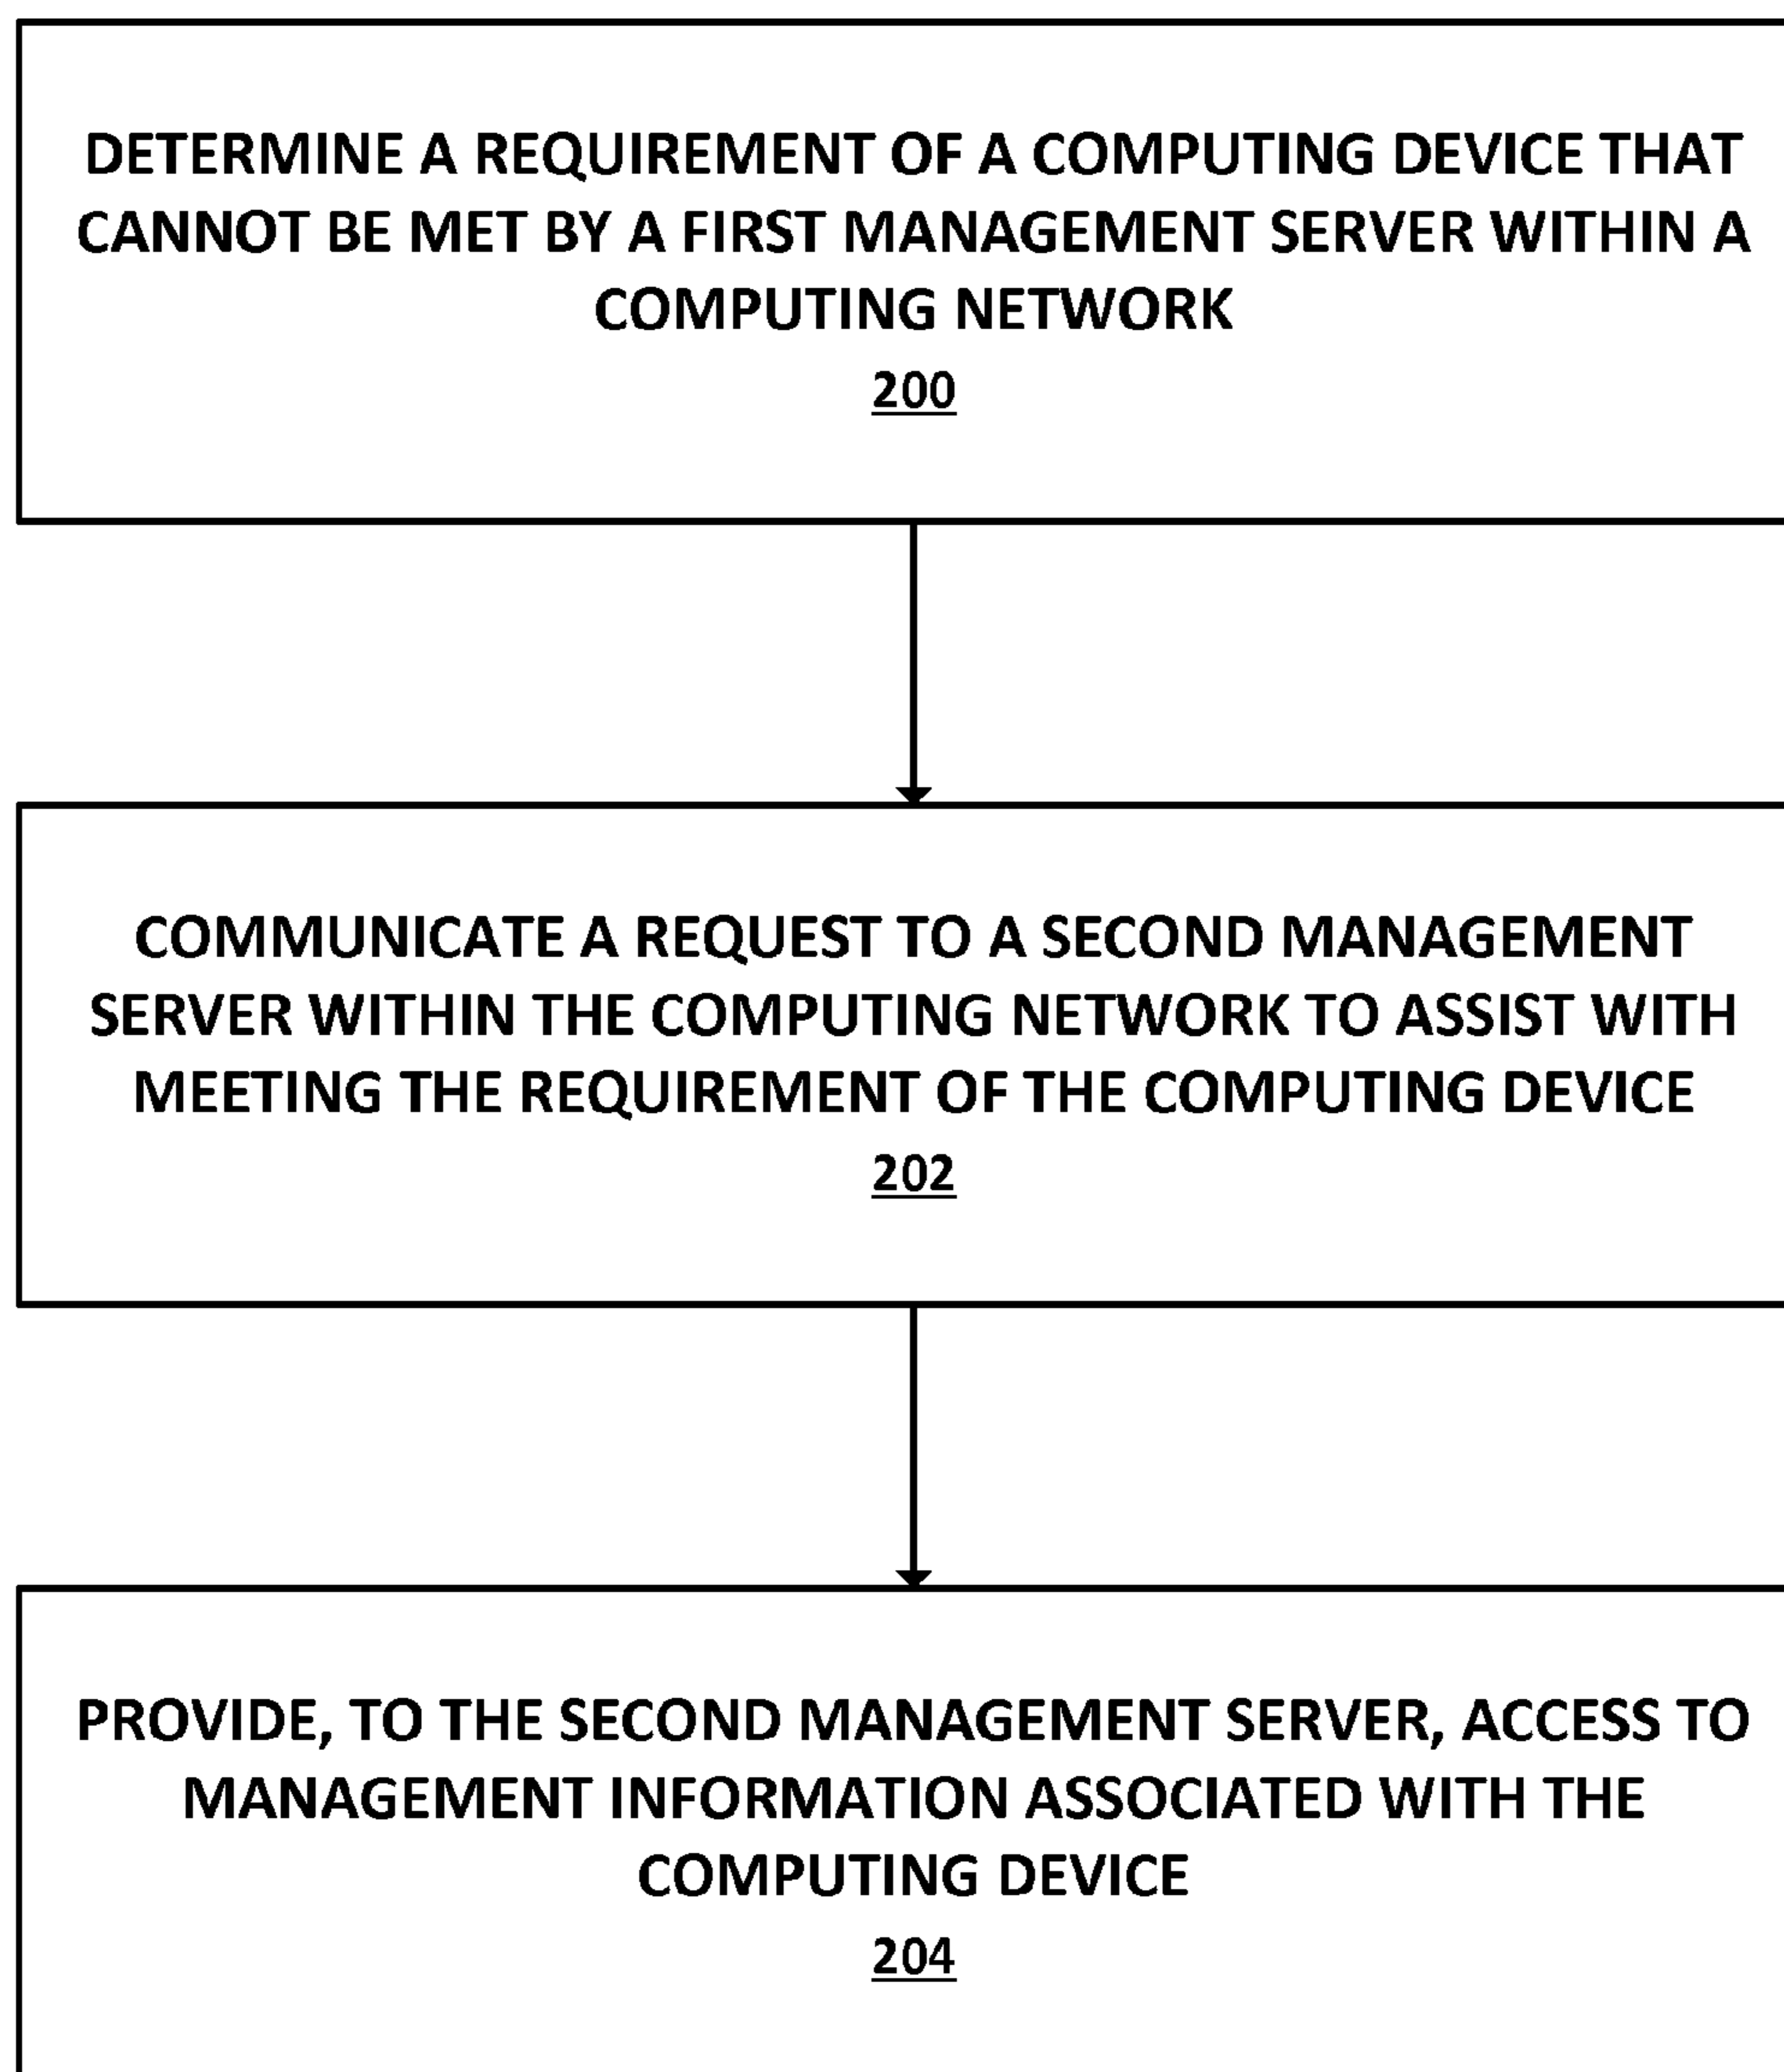 DETERMINE A REQUIREMENT OF A COMPUTING DEVICE THAT
CANNOT BE MET BY A FIRST MANAGEMENT SERVER WITHIN A
COMPUTING NETWORK
200
COMMUNICATE A REQUEST TO A SECOND MANAGEMENT
SERVER WITHIN THE COMPUTING NETWORK TO ASSIST WITH
MEETING THE REQUIREMENT OF THE COMPUTING DEVICE
202
PROVIDE, TO THE SECOND MANAGEMENT SERVER, ACCESS TO
MANAGEMENT INFORMATION ASSOCIATED WITH THE
COMPUTING DEVICE
204